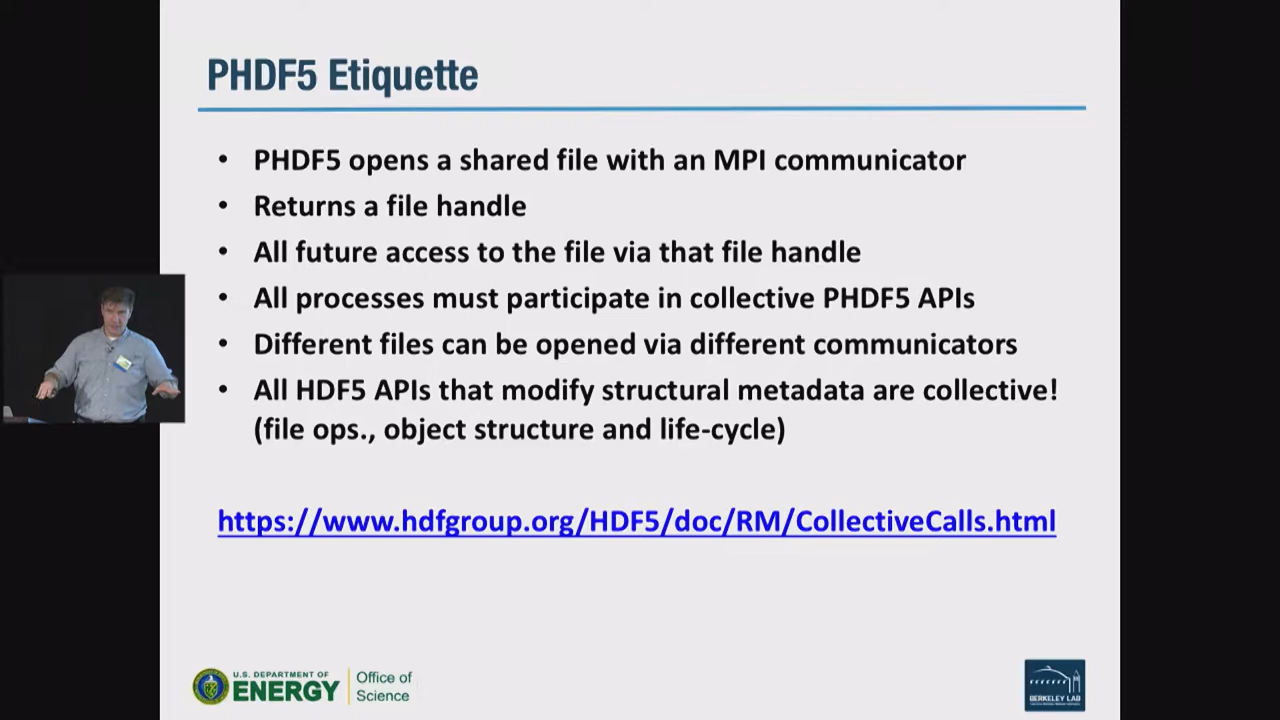 PHDF5 Etiquette
• PHDF5 opens a shared file with an MPI communicator
• Returns a file handle
• All future access to the file via that file handle
• All processes must participate in collective PHDF5 APIs
• Different files can be opened via different communicators
• All HDF5 APIs that modify structural metadata are collective!
(file ops., object structure and life-cycle)
https://www.hdfgroup.org/HDF5/doc/RM/CollectiveCalls.html
U.S. DEPARTMENT OF
ENERGY
Office of
Science
BERKELEY LAB